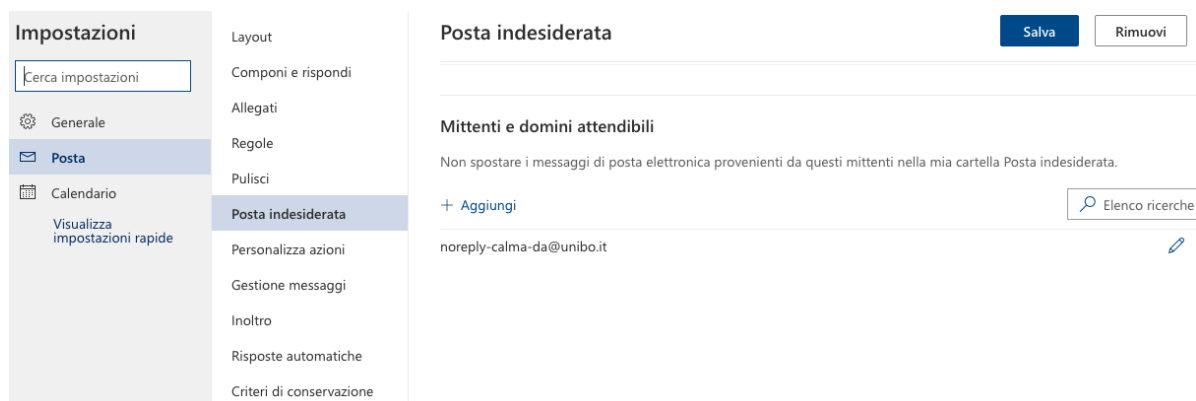 Impostazioni
Cerca impostazioni
Generale
Posta
Calendario
Visualizza
impostazioni rapide
Layout
Componi e rispondi
Allegati
Regole
Pulisci
Posta indesiderata
Personalizza azioni
Gestione messaggi
Inoltro
Risposte automatiche
Criteri di conservazione
Posta indesiderata
Salva
Rimuovi
Mittenti e domini attendibili
Non spostare i messaggi di posta elettronica provenienti da questi mittenti nella mia cartella Posta indesiderata.
+ Aggiungi
Elenco ricerche
noreply-calma-da@unibo.it